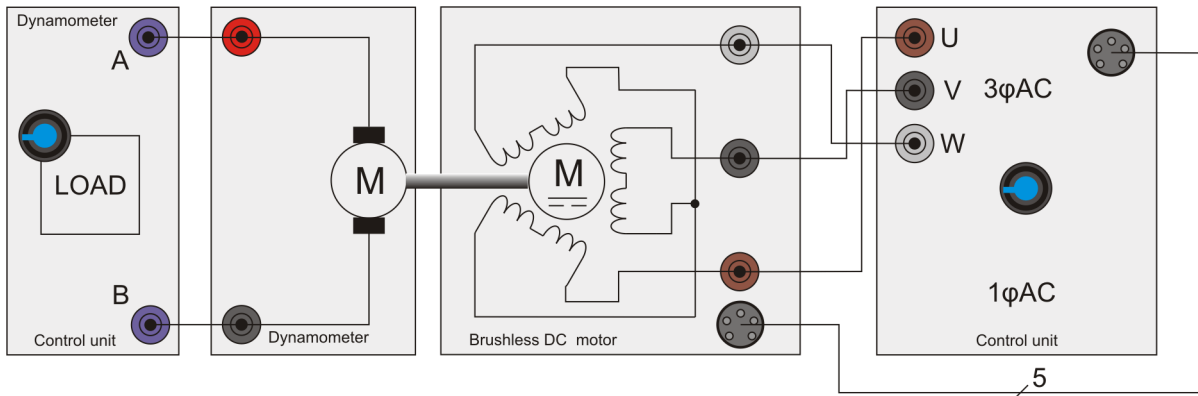 Dynamometer
A
LOAD
B
Control unit
M
Dynamometer
M
Brushless DC motor
U
V
3φAC
W
1φAC
Control unit
5